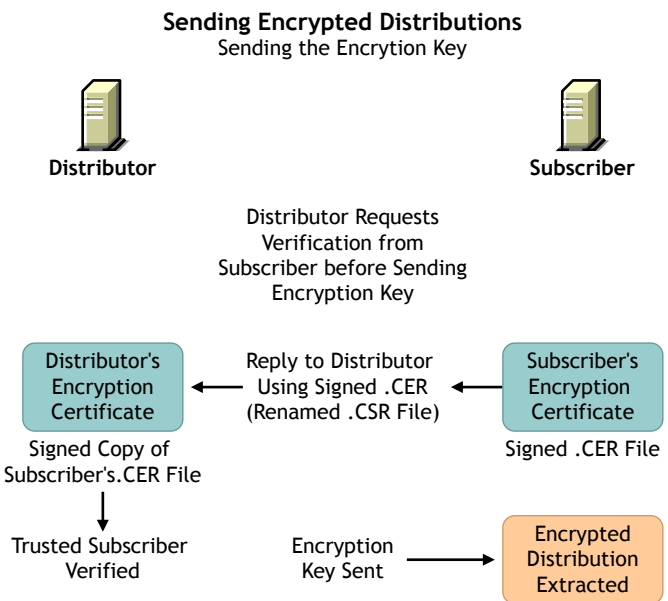 Sending Encrypted Distributions
Sending the Encrytion Key
Distributor
Subscriber
Distributor Requests
Verification from
Subscriber before Sending
Encryption Key
Distributor's
Encryption
Certificate
Reply to Distributor
Using Signed .CER
(Renamed .CSR File)
Subscriber's
Encryption
Certificate
Signed Copy of
Subscriber's.CER File
Signed .CER File
Trusted Subscriber
Verified
Encryption
Key Sent
Encrypted
Distribution
Extracted